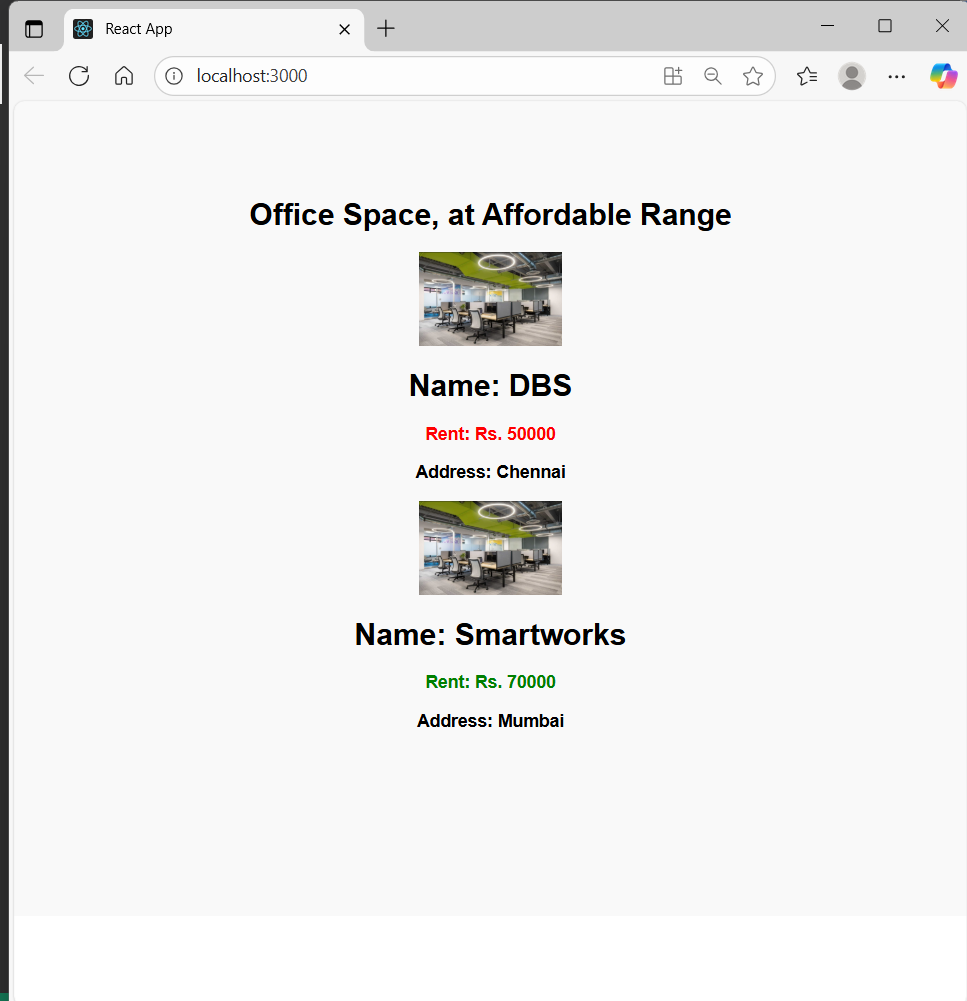 React App
localhost:3000
Office Space, at Affordable Range
Name: DBS
Rent: Rs. 50000
Address: Chennai
Name: Smartworks
Rent: Rs. 70000
Address: Mumbai